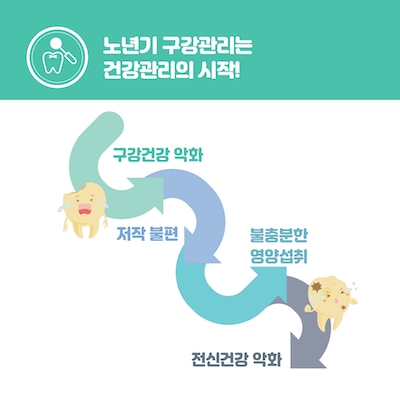 노년기 구강관리는
건강관리의 시작!
구강건강 악화
저작 불편
불충분한
영양섭취
전신건강 악화